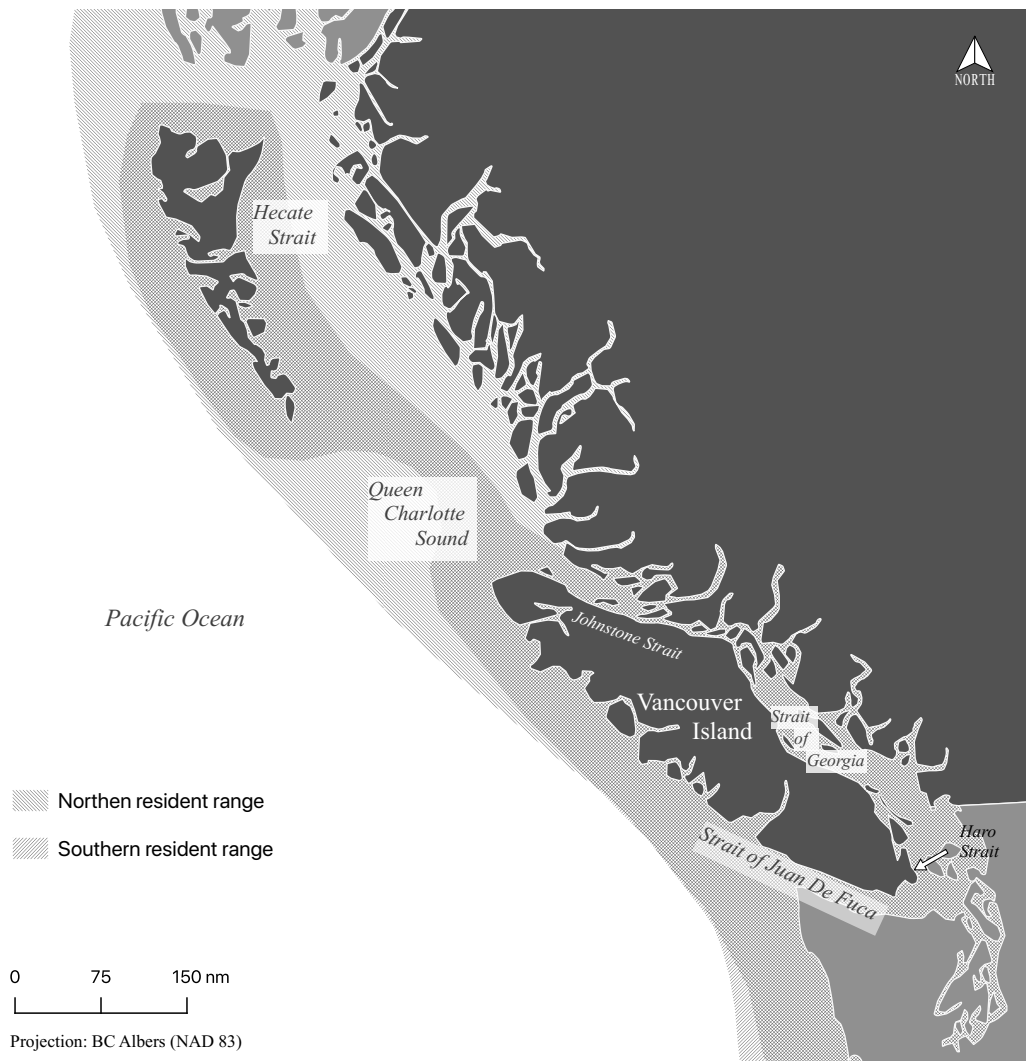 NORTH
Hecate
Strait
Queen
Charlotte
Sound
Pacific Ocean
Johnstone Strait
Vancouver
Island
Strait
of
Georgia
Northen resident range
Southern resident range
Haro
Strait
Strait of Juan De Fuca
0 75 150 nm
Projection: BC Albers (NAD 83)